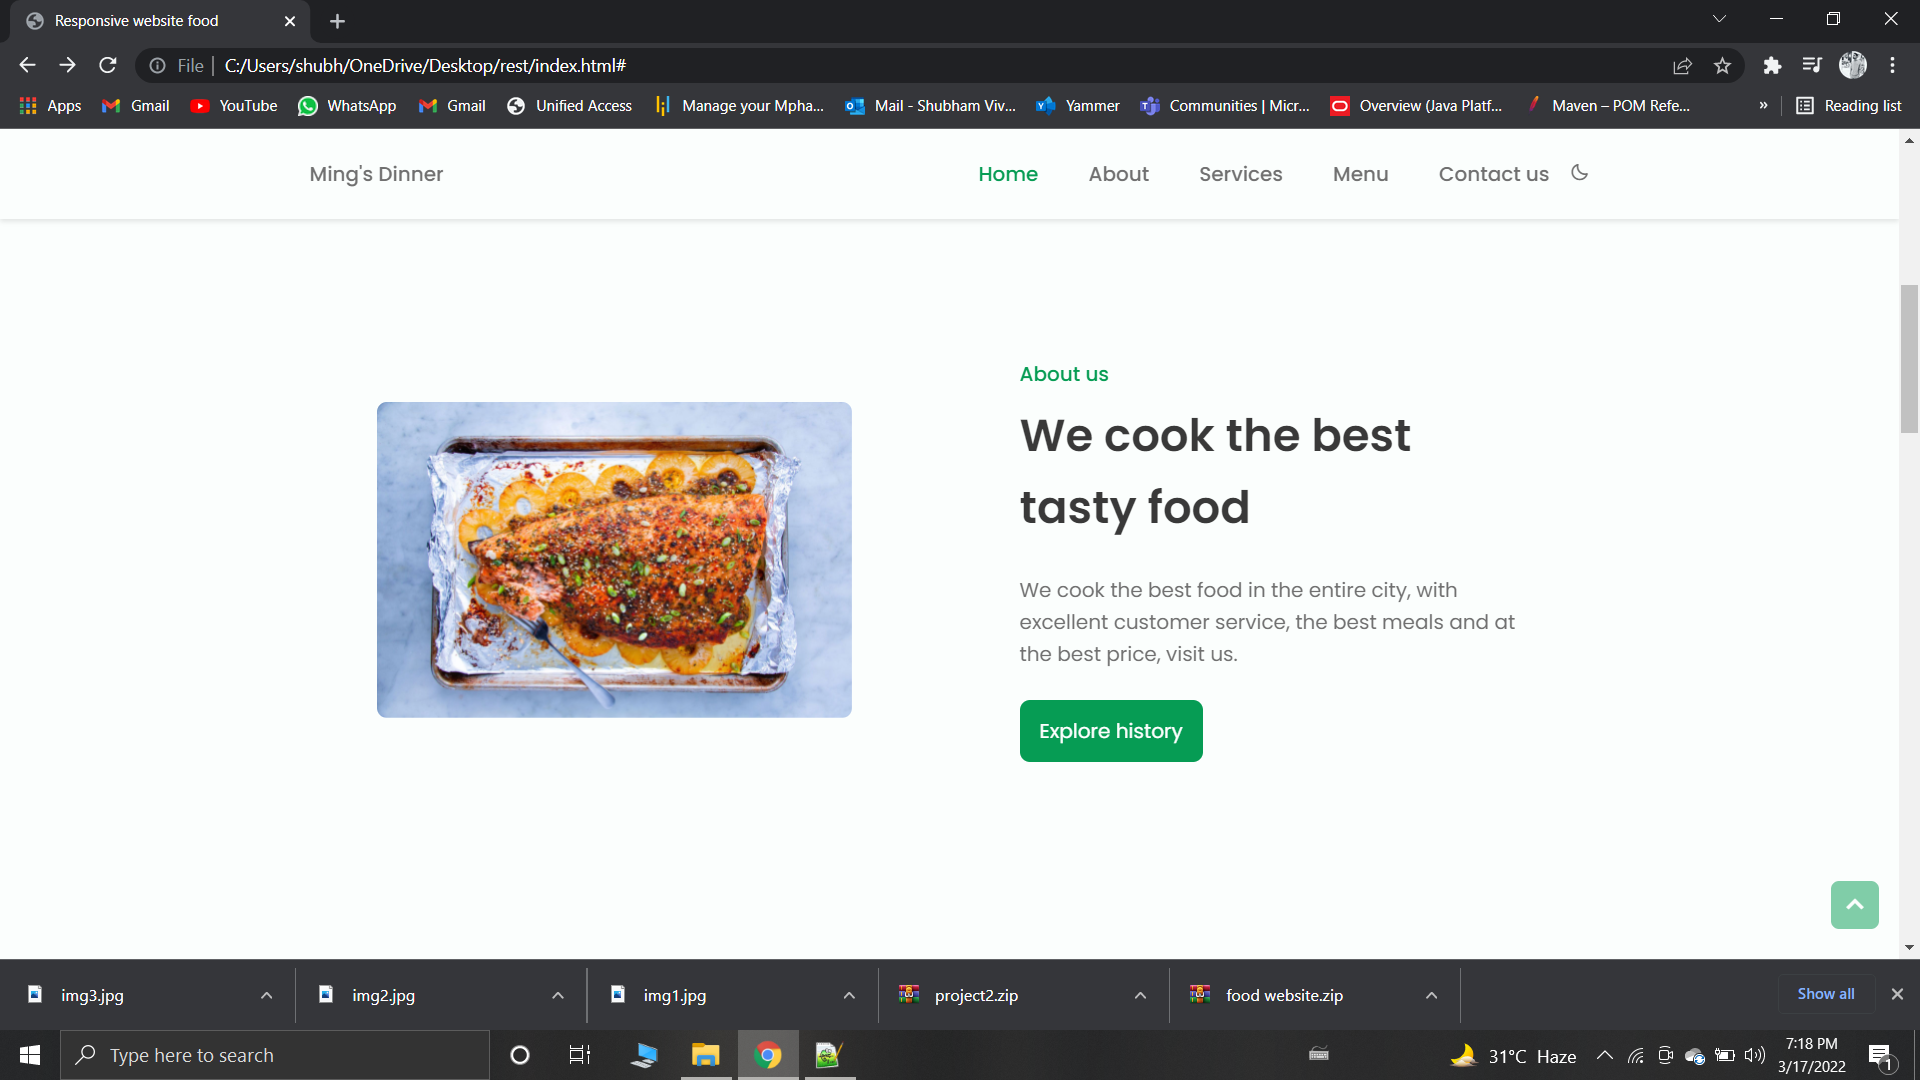 Responsive website food
File | C:/Users/shubh/OneDrive/Desktop/rest/index.html#
Apps Gmail YouTube WhatsApp Gmail Unified Access Manage your Mpha... Mail - Shubham Viv... Yammer Communities | Micr... Overview (Java Platf... Maven – POM Refe... » Reading list
Ming's Dinner Home About Services Menu Contact us
About us
We cook the best
tasty food
We cook the best food in the entire city, with
excellent customer service, the best meals and at
the best price, visit us.
Explore history
img3.jpg img2.jpg img1.jpg project2.zip food website.zip Show all
Type here to search
31°C Haze
7:18 PM
3/17/2022
1